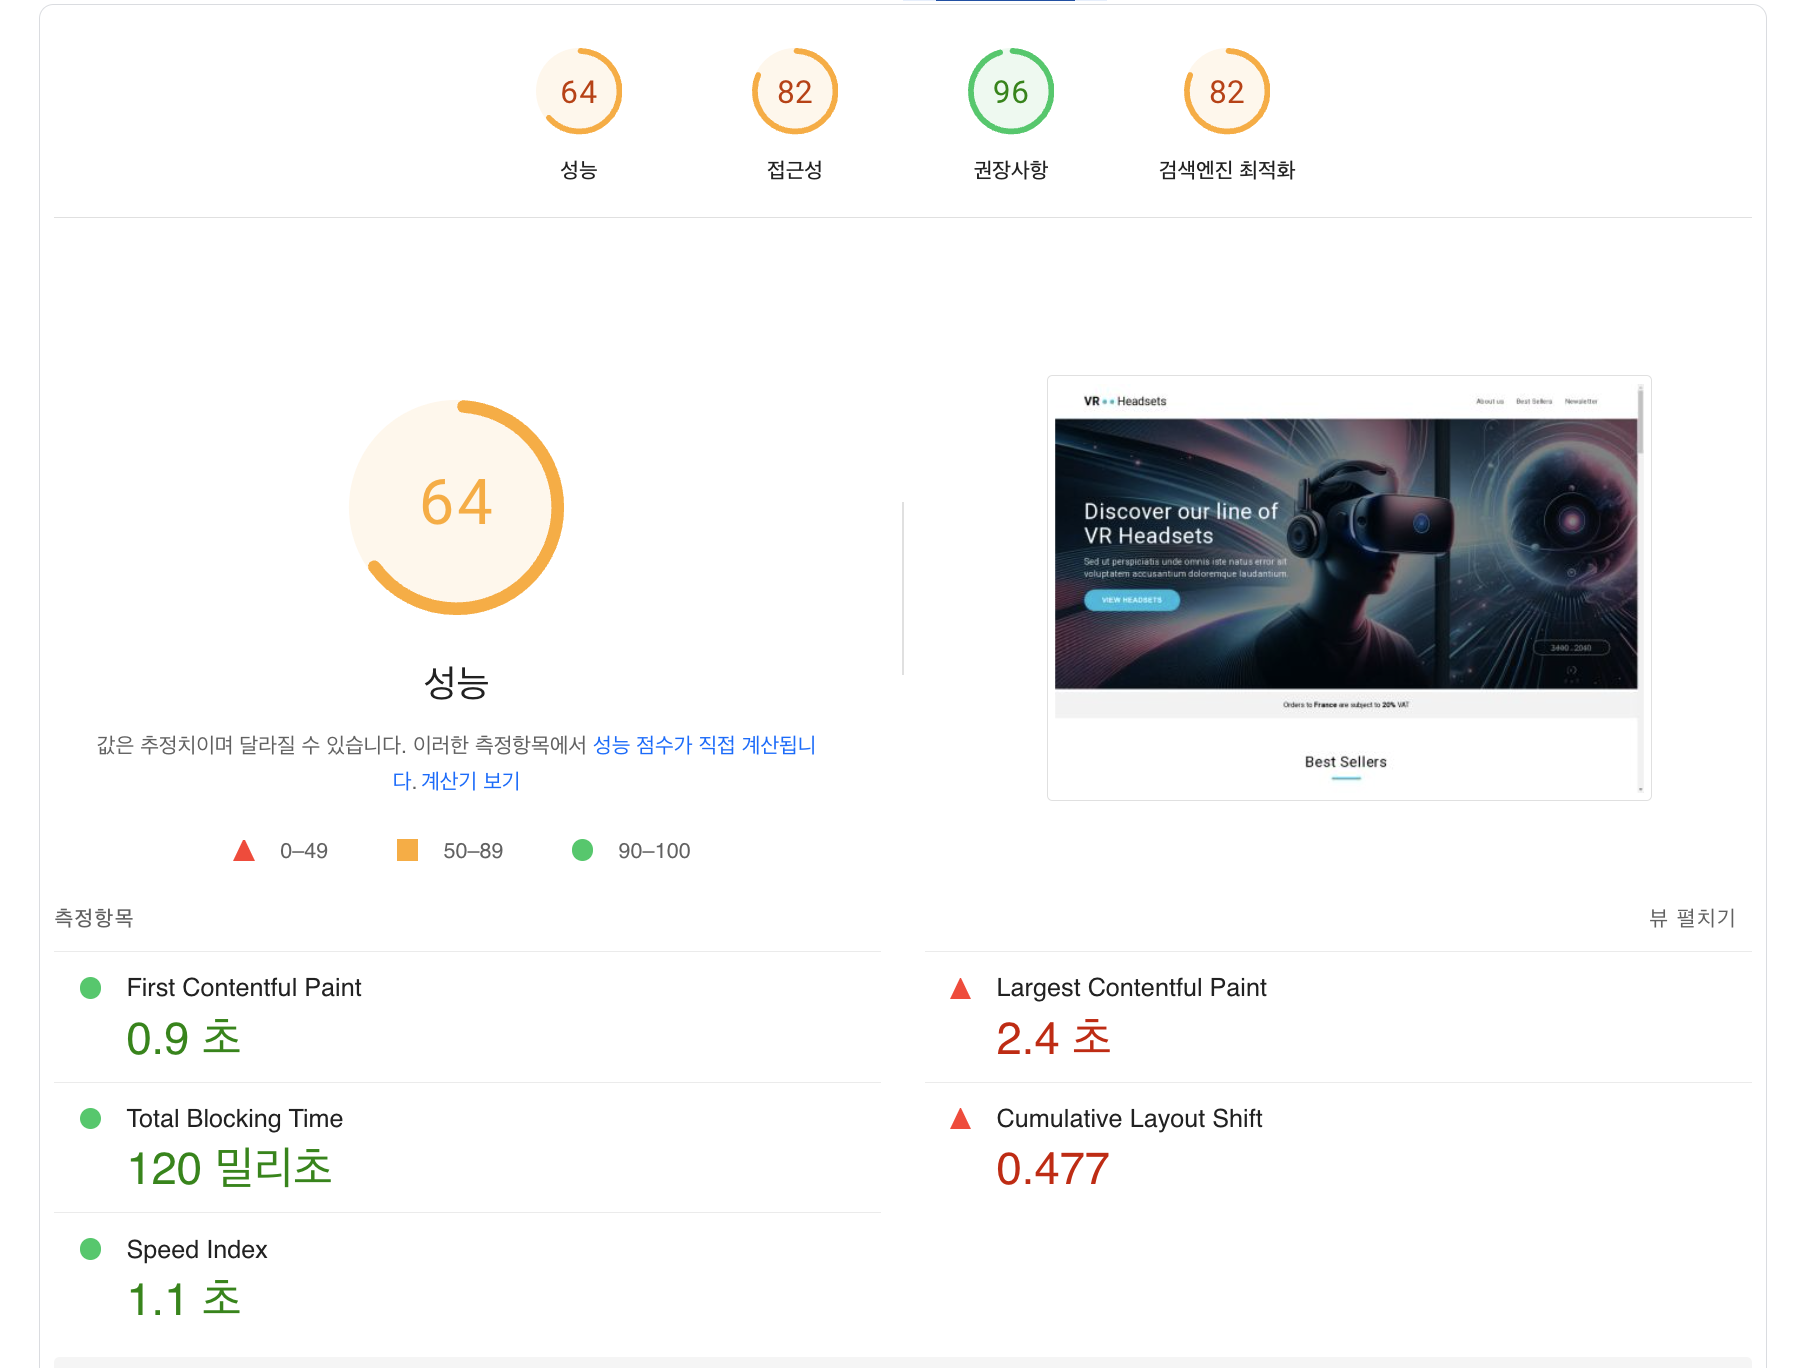 64
82
96
82
성능
접근성
권장사항
검색엔진 최적화
64
성능
값은 추정치이며 달라질 수 있습니다. 이러한 측정항목에서 성능 점수가 직접 계산됩니
다. 계산기 보기
0–49
50–89
90–100
VR Headsets
About us
Best Sellers
Newsletter
Discover our line of
VR Headsets
Sed ut perspiciatis unde omnis iste natus error sit
voluptatem accusantium doloremque laudantium.
VIEW HEADSETS
Orders to France are subject to 20% VAT
Best Sellers
측정항목
뷰 펼치기
First Contentful Paint
0.9 초
Largest Contentful Paint
2.4 초
Total Blocking Time
120 밀리초
Cumulative Layout Shift
0.477
Speed Index
1.1 초